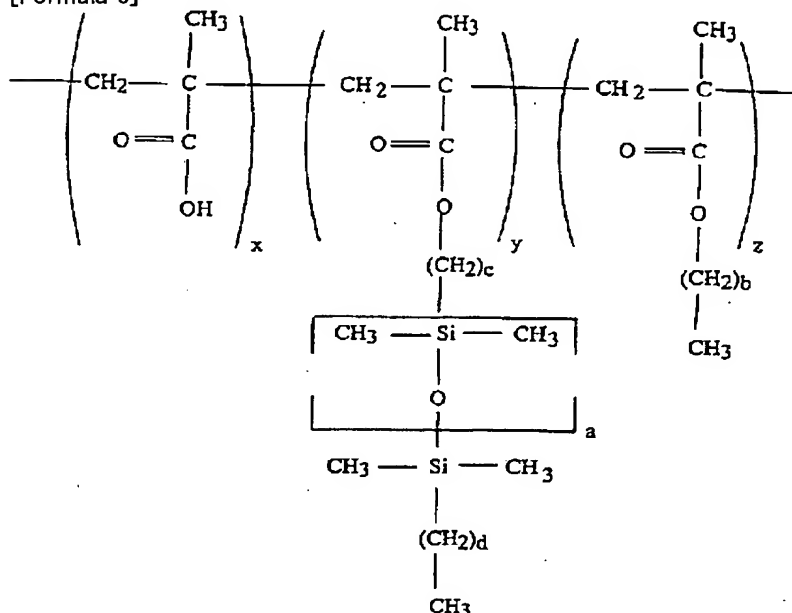 [Formula 6]
CH3 CH3 CH3
CH2 C CH2 C CH2 C
O C O C O C
OH O O
x y z
(CH2)c (CH2)b
CH3 Si CH3 CH3
O
a
CH3 Si CH3
(CH2)d
CH3